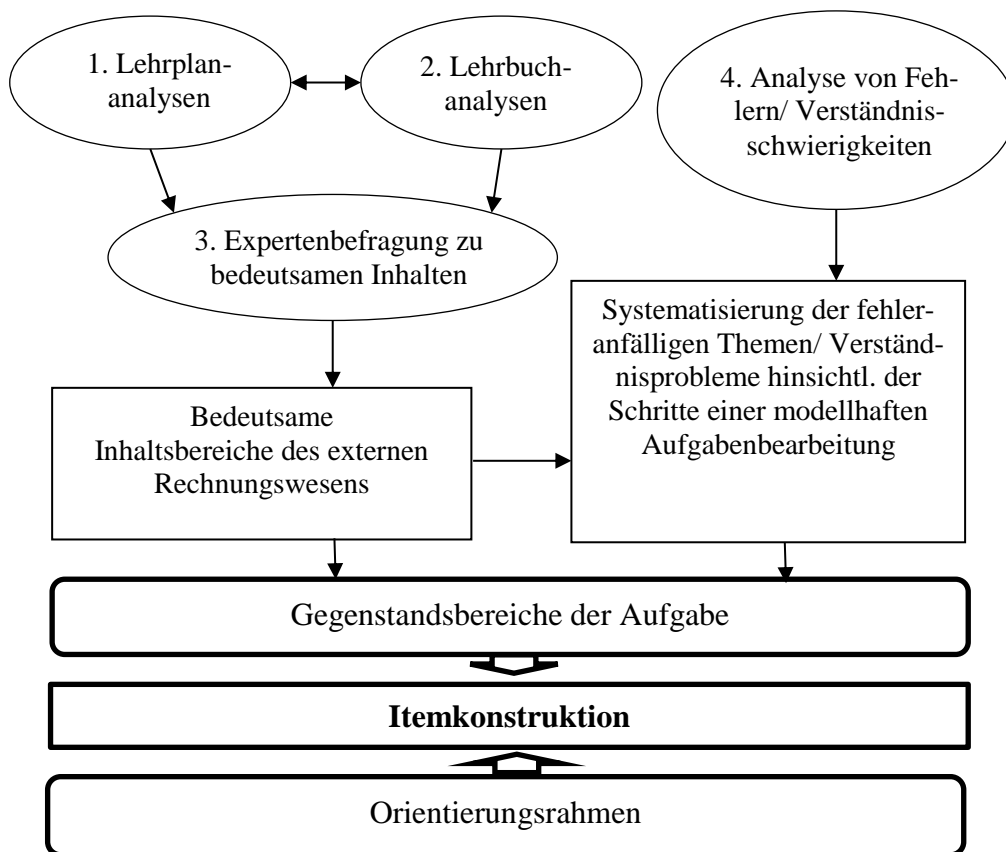 1. Lehrplan-
analysen
2. Lehrbuch-
analysen
4. Analyse von Feh-
lern/ Verständnis-
schwierigkeiten
3. Expertenbefragung zu
bedeutsamen Inhalten
Systematisierung der fehler-
anfälligen Themen/ Verständ-
nisprobleme hinsichtl. der
Schritte einer modellhaften
Aufgabenbearbeitung
Bedeutsame
Inhaltsbereiche des externen
Rechnungswesens
Gegenstandsbereiche der Aufgabe
Itemkonstruktion
Orientierungsrahmen